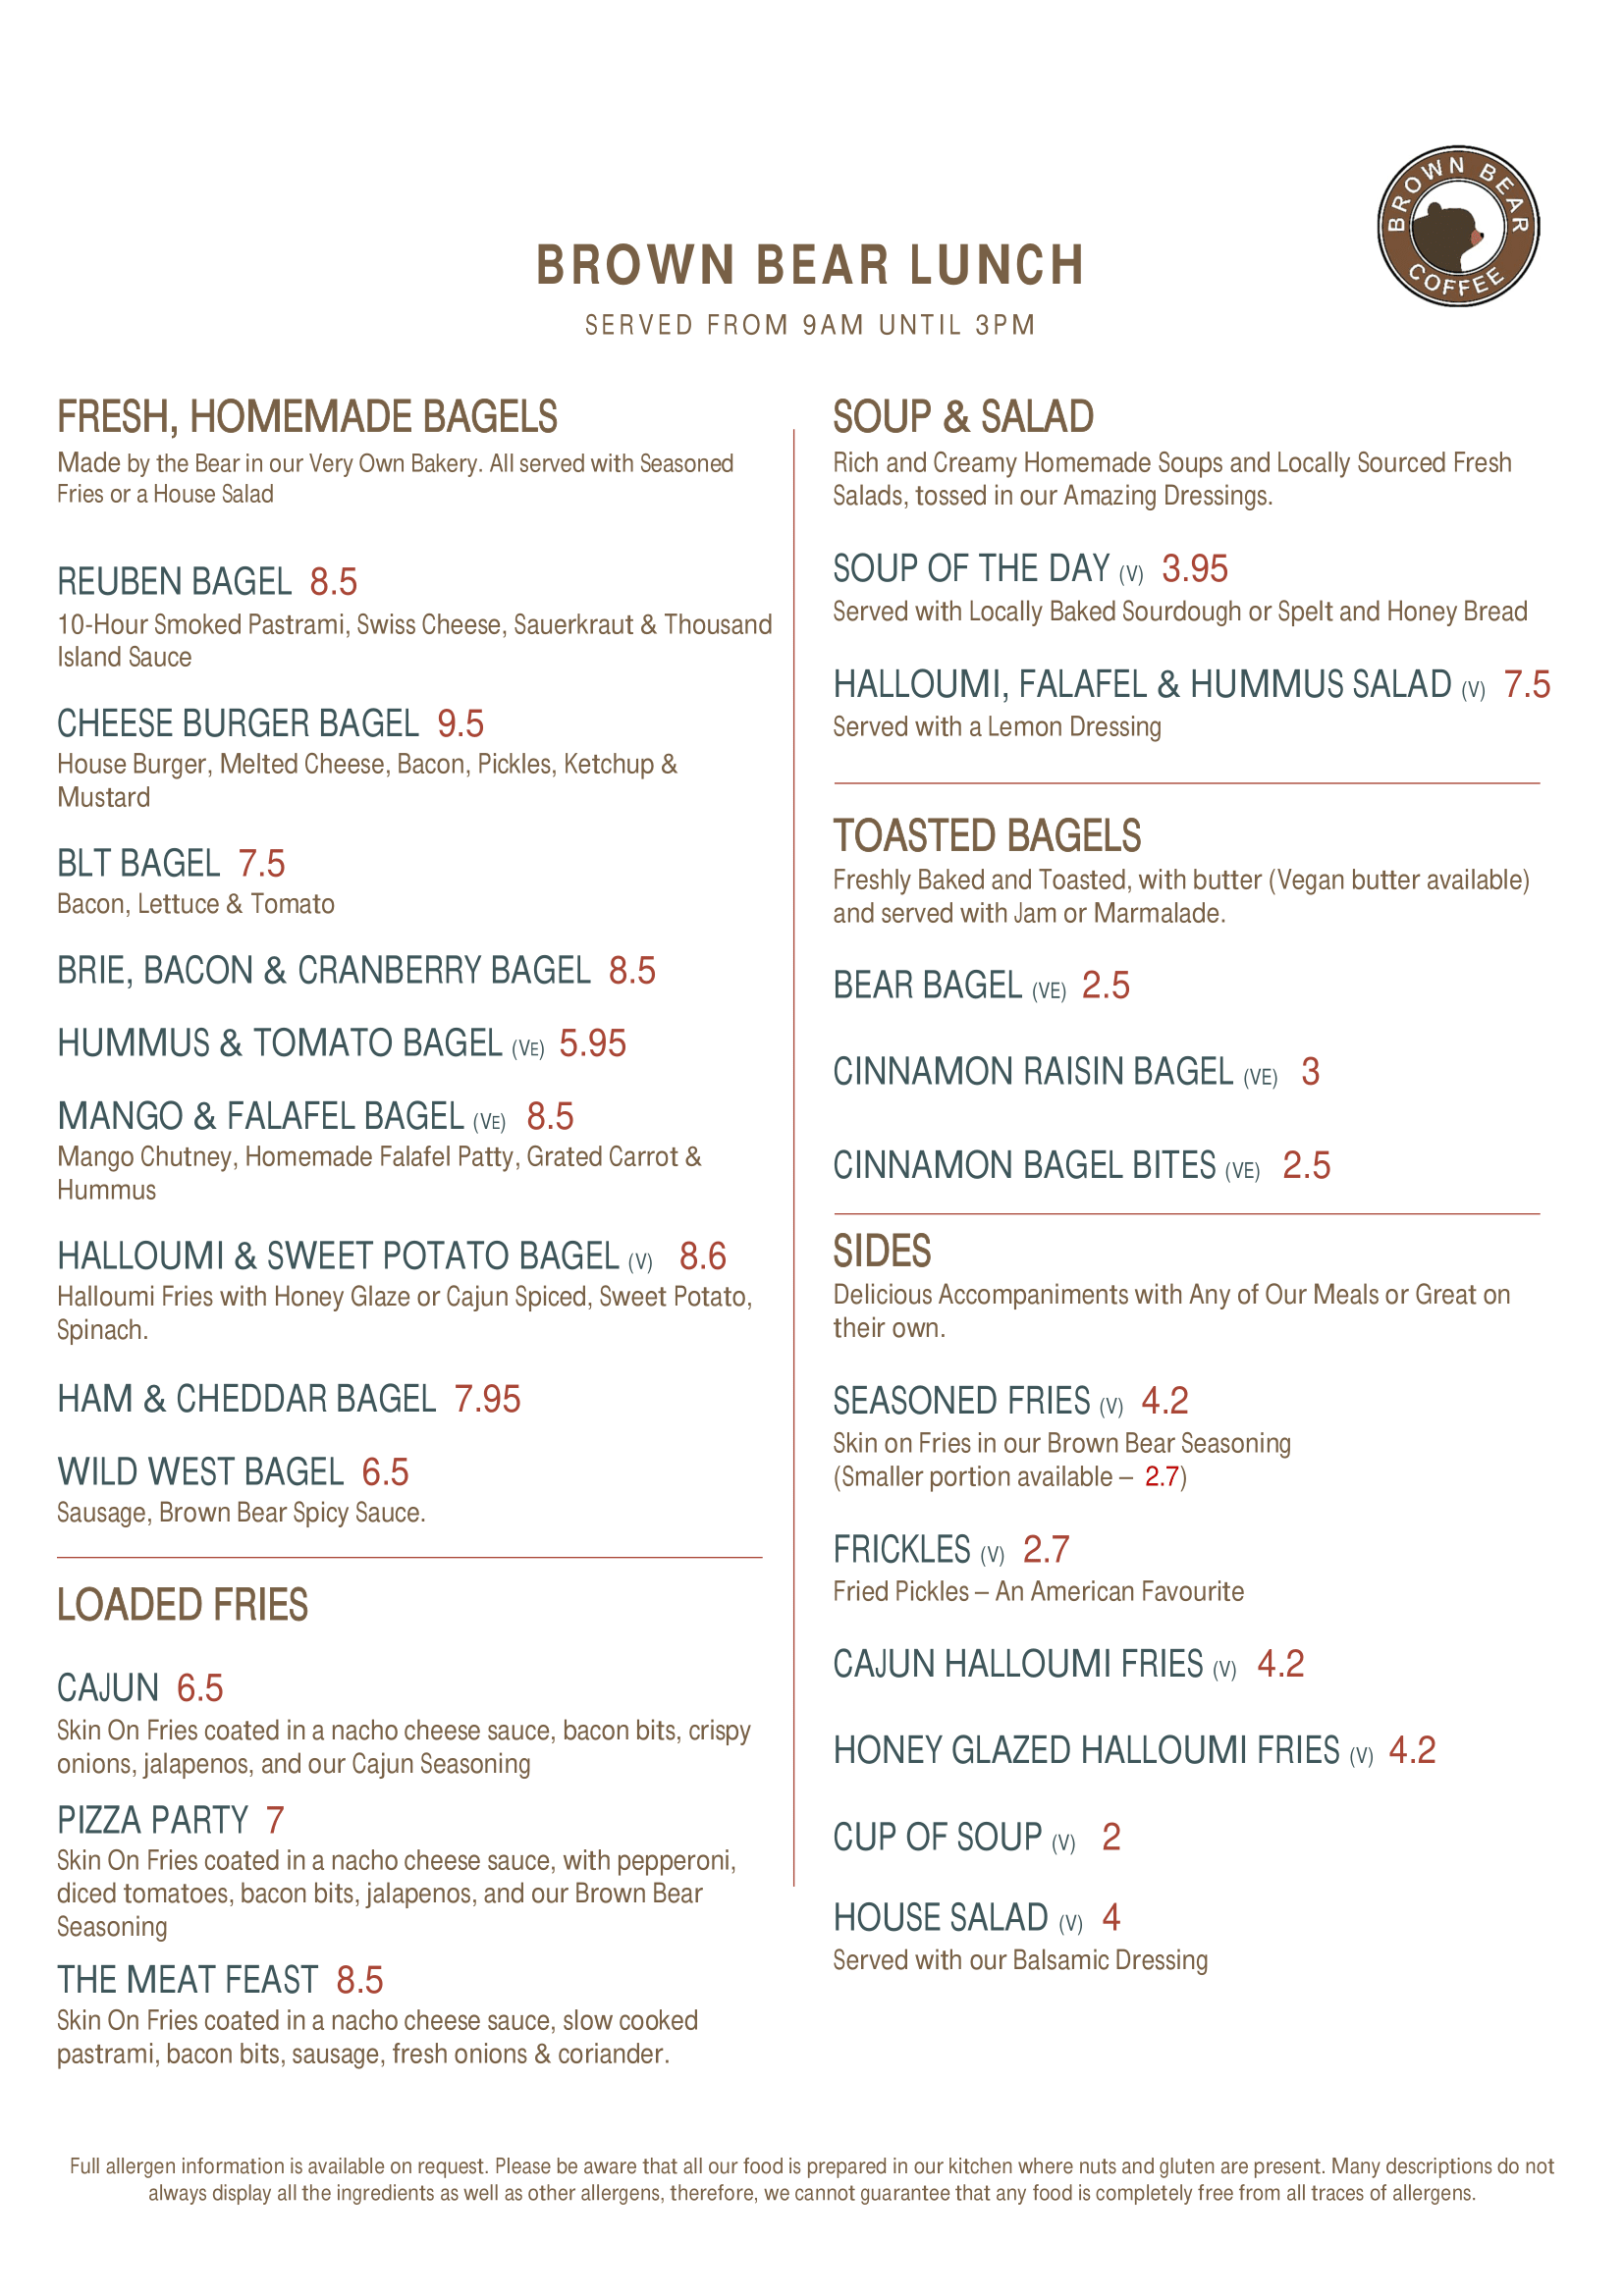 BROWN BEAR
COFFEE
BROWN BEAR LUNCH
SERVED FROM 9AM UNTIL 3PM
FRESH, HOMEMADE BAGELS
Made by the Bear in our Very Own Bakery. All served with Seasoned
Fries or a House Salad
REUBEN BAGEL 8.5
10-Hour Smoked Pastrami, Swiss Cheese, Sauerkraut & Thousand
Island Sauce
CHEESE BURGER BAGEL 9.5
House Burger, Melted Cheese, Bacon, Pickles, Ketchup &
Mustard
BLT BAGEL 7.5
Bacon, Lettuce & Tomato
BRIE, BACON & CRANBERRY BAGEL 8.5
HUMMUS & TOMATO BAGEL (VE) 5.95
MANGO & FALAFEL BAGEL (VE) 8.5
Mango Chutney, Homemade Falafel Patty, Grated Carrot &
Hummus
HALLOUMI & SWEET POTATO BAGEL (V) 8.6
Halloumi Fries with Honey Glaze or Cajun Spiced, Sweet Potato,
Spinach.
HAM & CHEDDAR BAGEL 7.95
WILD WEST BAGEL 6.5
Sausage, Brown Bear Spicy Sauce.
LOADED FRIES
CAJUN 6.5
Skin On Fries coated in a nacho cheese sauce, bacon bits, crispy
onions, jalapenos, and our Cajun Seasoning
PIZZA PARTY 7
Skin On Fries coated in a nacho cheese sauce, with pepperoni,
diced tomatoes, bacon bits, jalapenos, and our Brown Bear
Seasoning
THE MEAT FEAST 8.5
Skin On Fries coated in a nacho cheese sauce, slow cooked
pastrami, bacon bits, sausage, fresh onions & coriander.
SOUP & SALAD
Rich and Creamy Homemade Soups and Locally Sourced Fresh
Salads, tossed in our Amazing Dressings.
SOUP OF THE DAY (V) 3.95
Served with Locally Baked Sourdough or Spelt and Honey Bread
HALLOUMI, FALAFEL & HUMMUS SALAD (V) 7.5
Served with a Lemon Dressing
TOASTED BAGELS
Freshly Baked and Toasted, with butter (Vegan butter available)
and served with Jam or Marmalade.
BEAR BAGEL (VE) 2.5
CINNAMON RAISIN BAGEL (VE) 3
CINNAMON BAGEL BITES (VE) 2.5
SIDES
Delicious Accompaniments with Any of Our Meals or Great on
their own.
SEASONED FRIES (V) 4.2
Skin on Fries in our Brown Bear Seasoning
(Smaller portion available – 2.7)
FRICKLES (V) 2.7
Fried Pickles – An American Favourite
CAJUN HALLOUMI FRIES (V) 4.2
HONEY GLAZED HALLOUMI FRIES (V) 4.2
CUP OF SOUP (V) 2
HOUSE SALAD (V) 4
Served with our Balsamic Dressing
Full allergen information is available on request. Please be aware that all our food is prepared in our kitchen where nuts and gluten are present. Many descriptions do not
always display all the ingredients as well as other allergens, therefore, we cannot guarantee that any food is completely free from all traces of allergens.